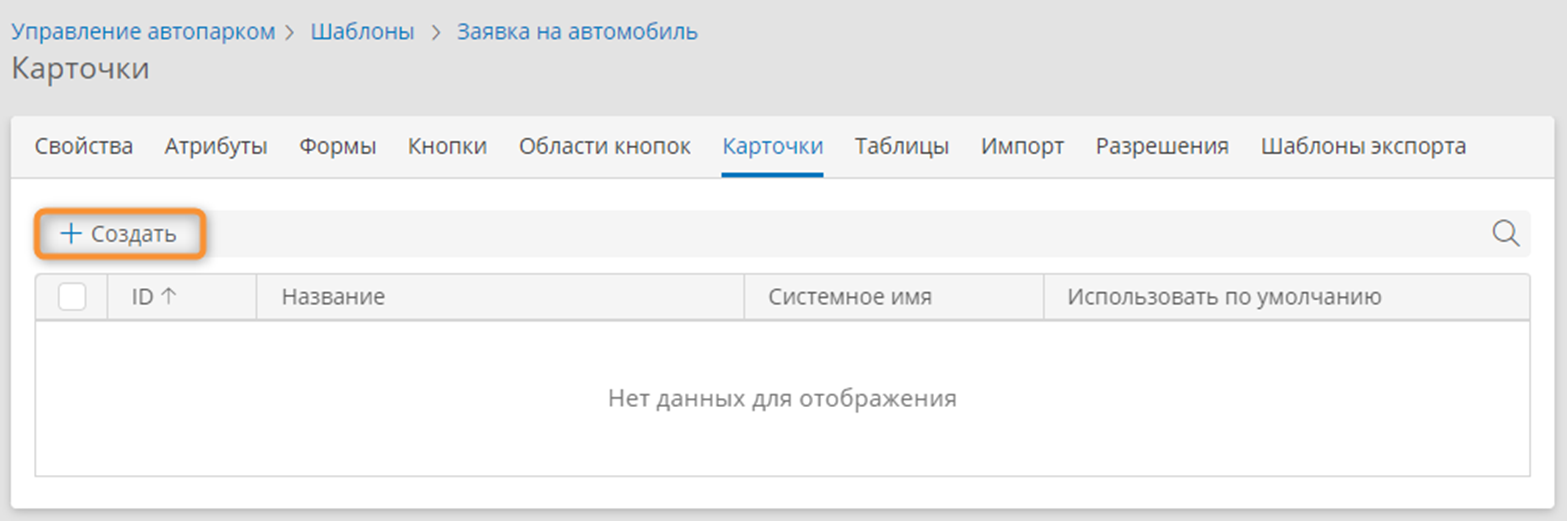 Управление автопарком > Шаблоны > Заявка на автомобиль
Карточки
Свойства Атрибуты Формы Кнопки Области кнопок Карточки Таблицы Импорт Разрешения Шаблоны экспорта
+ Создать
ID ↑ Название Системное имя Использовать по умолчанию
Нет данных для отображения